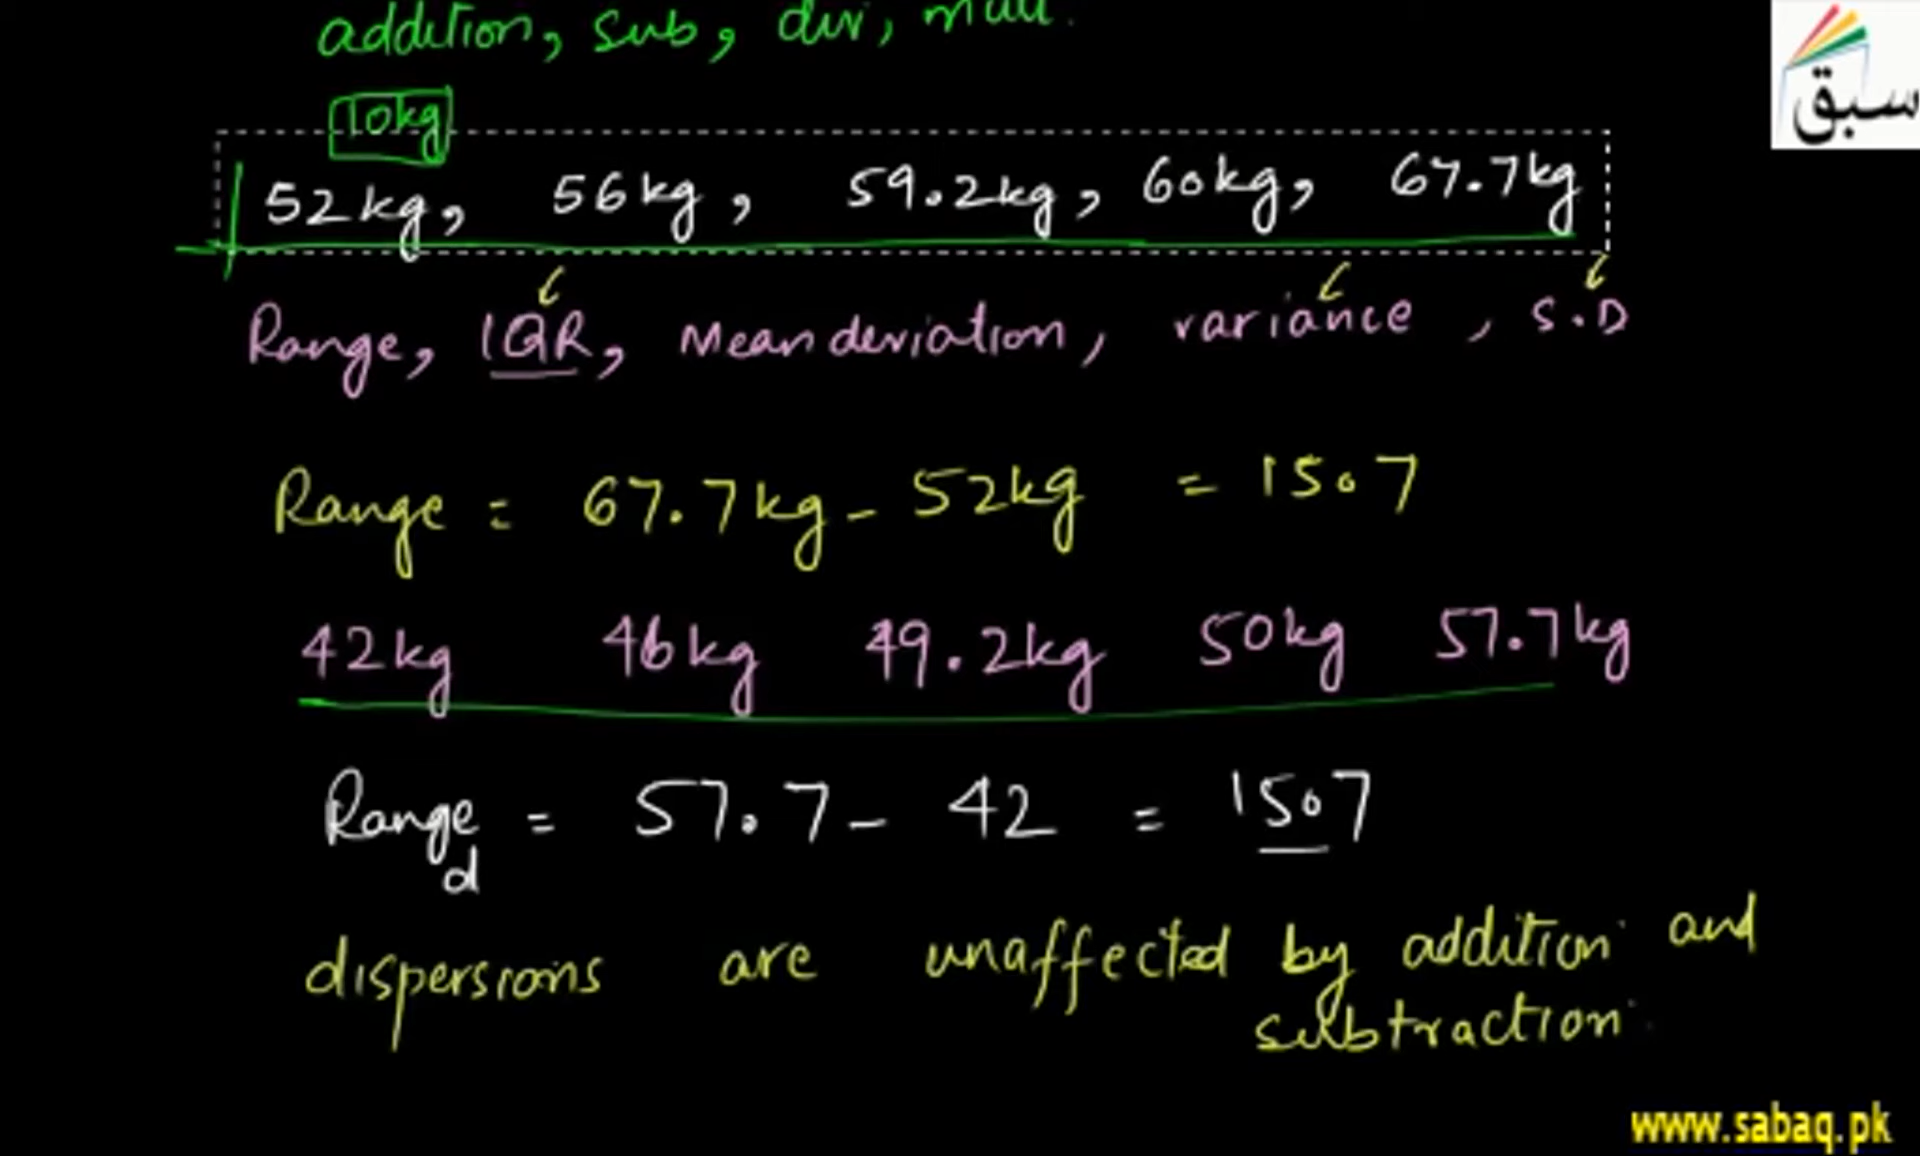 addition, sub, div, mul.
10kg
52kg, 56kg, 59.2kg, 60kg, 67.7kg
Range, IQR, Mean deviation, variance, S.D
Range = 67.7kg - 52kg = 15.7
42kg 46kg 49.2kg 50kg 57.7kg
Range = 57.7 - 42 = 15.7
d
dispersions are unaffected by addition and
subtraction
سبق
www.sabaq.pk